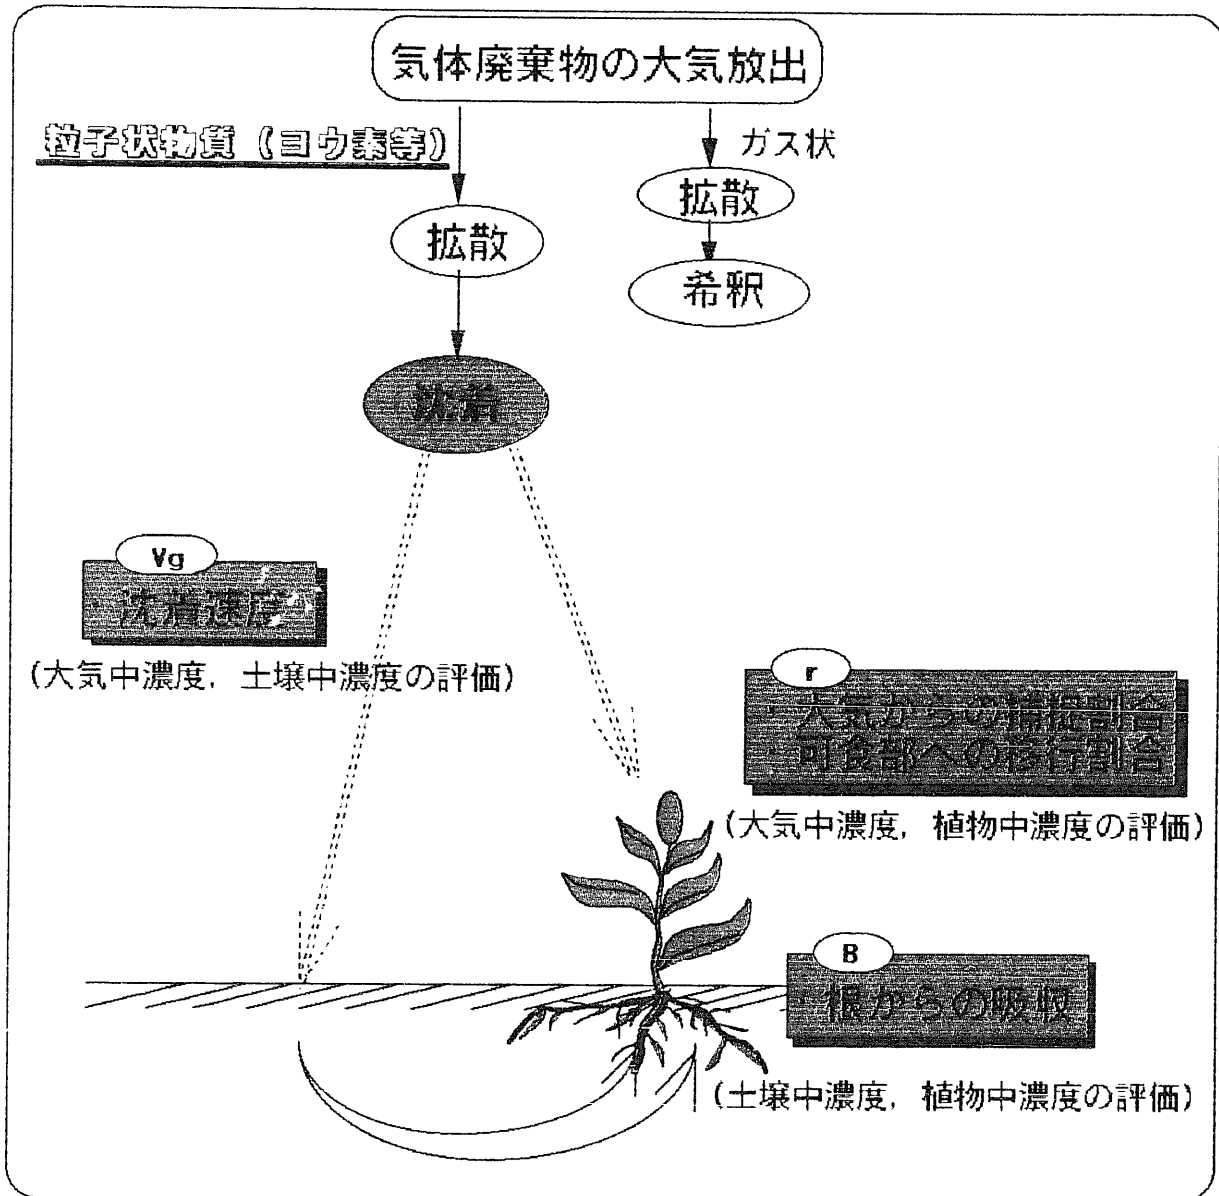 気体廃棄物の大気放出
粒子状物質（ヨウ素等）
ガス状
拡散
拡散
希釈
沈着
Vg
・沈着速度
(大気中濃度, 土壌中濃度の評価)
r
・大気からの捕捉割合
・可食部への移行割合
(大気中濃度, 植物中濃度の評価)
B
・根からの吸収
(土壌中濃度, 植物中濃度の評価)